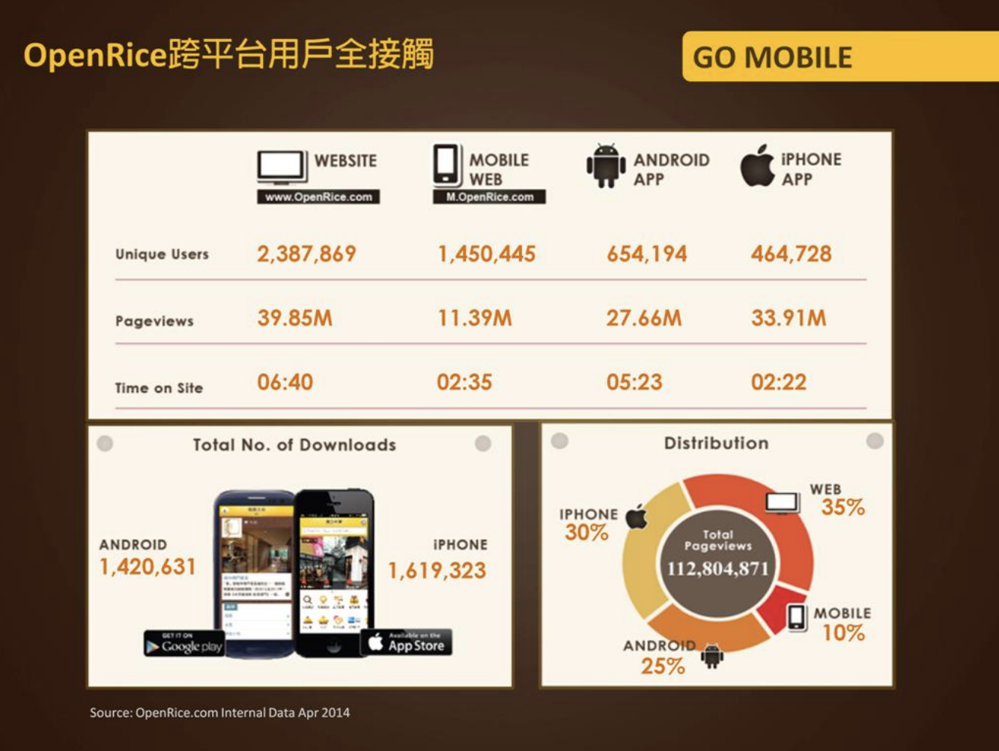 OpenRice跨平台用戶全接觸
GO MOBILE
WEBSITE
www.OpenRice.com
MOBILE
WEB
M.OpenRice.com
ANDROID
APP
iPHONE
APP
Unique Users 2,387,869 1,450,445 654,194 464,728
Pageviews 39.85M 11.39M 27.66M 33.91M
Time on Site 06:40 02:35 05:23 02:22
Total No. of Downloads
ANDROID
1,420,631
iPHONE
1,619,323
GET IT ON
Google play
Available on the
App Store
Distribution
WEB
35%
IPHONE
30%
Total
Pageviews
112,804,871
MOBILE
10%
ANDROID
25%
Source: OpenRice.com Internal Data Apr 2014